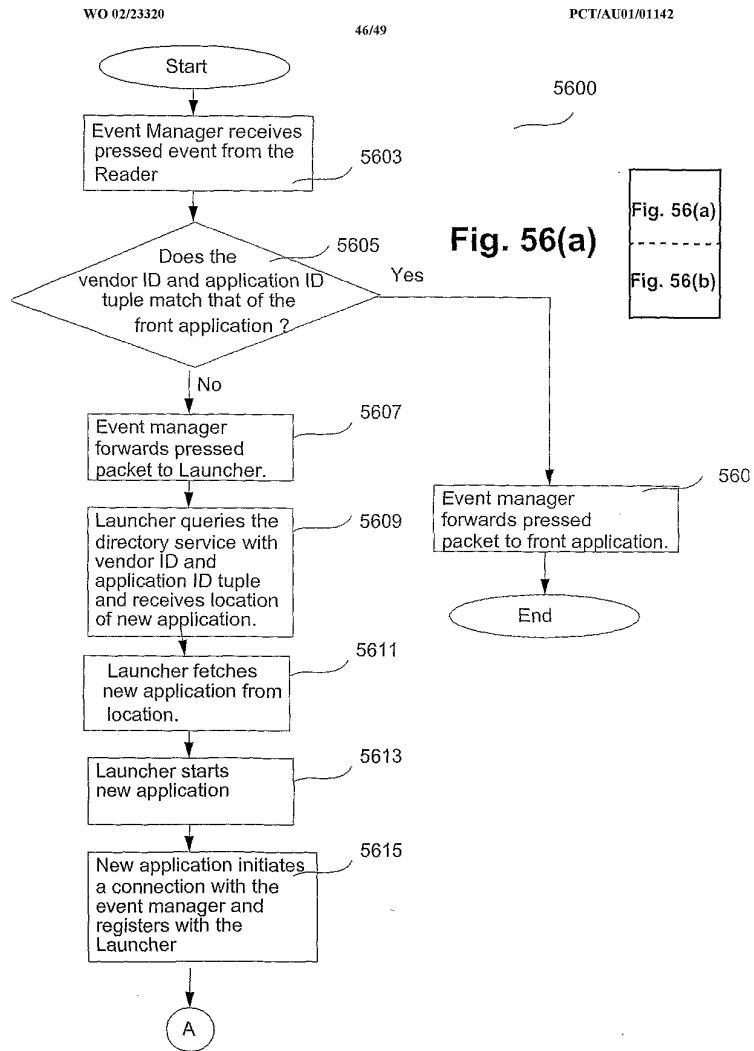 WO 02/23320
PCT/AU01/01142
46/49
Start
5600
Event Manager receives
pressed event from the
Reader
5603
Fig. 56(a)
Fig. 56(a)
Fig. 56(b)
Does the
vendor ID and application ID
tuple match that of the
front application ?
5605
Yes
No
Event manager
forwards pressed
packet to Launcher.
5607
Event manager
forwards pressed
packet to front application.
560
End
Launcher queries the
directory service with
vendor ID and
application ID tuple
and receives location
of new application.
5609
Launcher fetches
new application from
location.
5611
Launcher starts
new application
5613
New application initiates
a connection with the
event manager and
registers with the
Launcher
5615
A